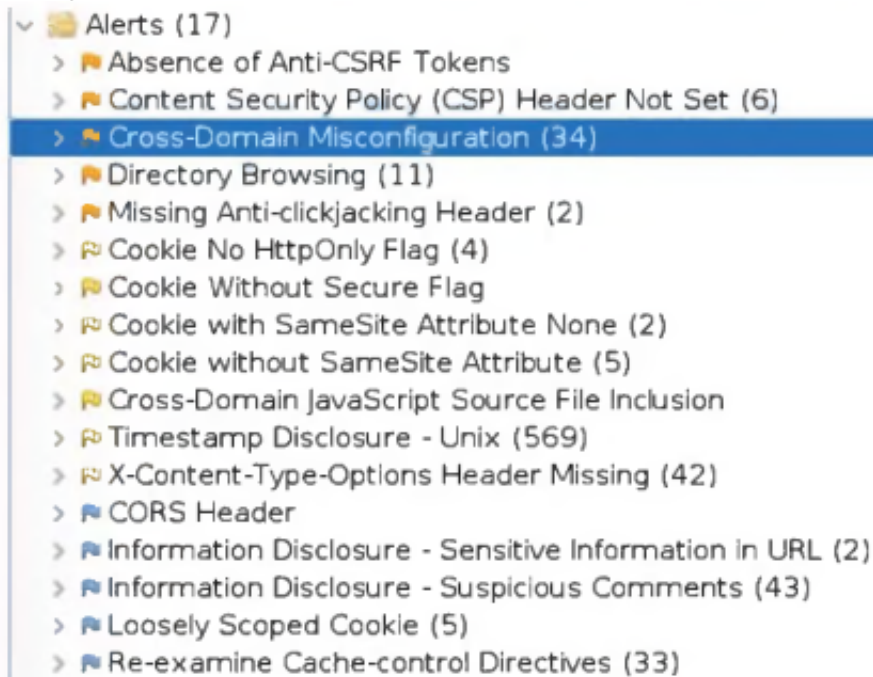 Alerts (17)
Absence of Anti-CSRF Tokens
Content Security Policy (CSP) Header Not Set (6)
Cross-Domain Misconfiguration (34)
Directory Browsing (11)
Missing Anti-clickjacking Header (2)
Cookie No HttpOnly Flag (4)
Cookie Without Secure Flag
Cookie with SameSite Attribute None (2)
Cookie without SameSite Attribute (5)
Cross-Domain JavaScript Source File Inclusion
Timestamp Disclosure - Unix (569)
X-Content-Type-Options Header Missing (42)
CORS Header
Information Disclosure - Sensitive Information in URL (2)
Information Disclosure - Suspicious Comments (43)
Loosely Scoped Cookie (5)
Re-examine Cache-control Directives (33)